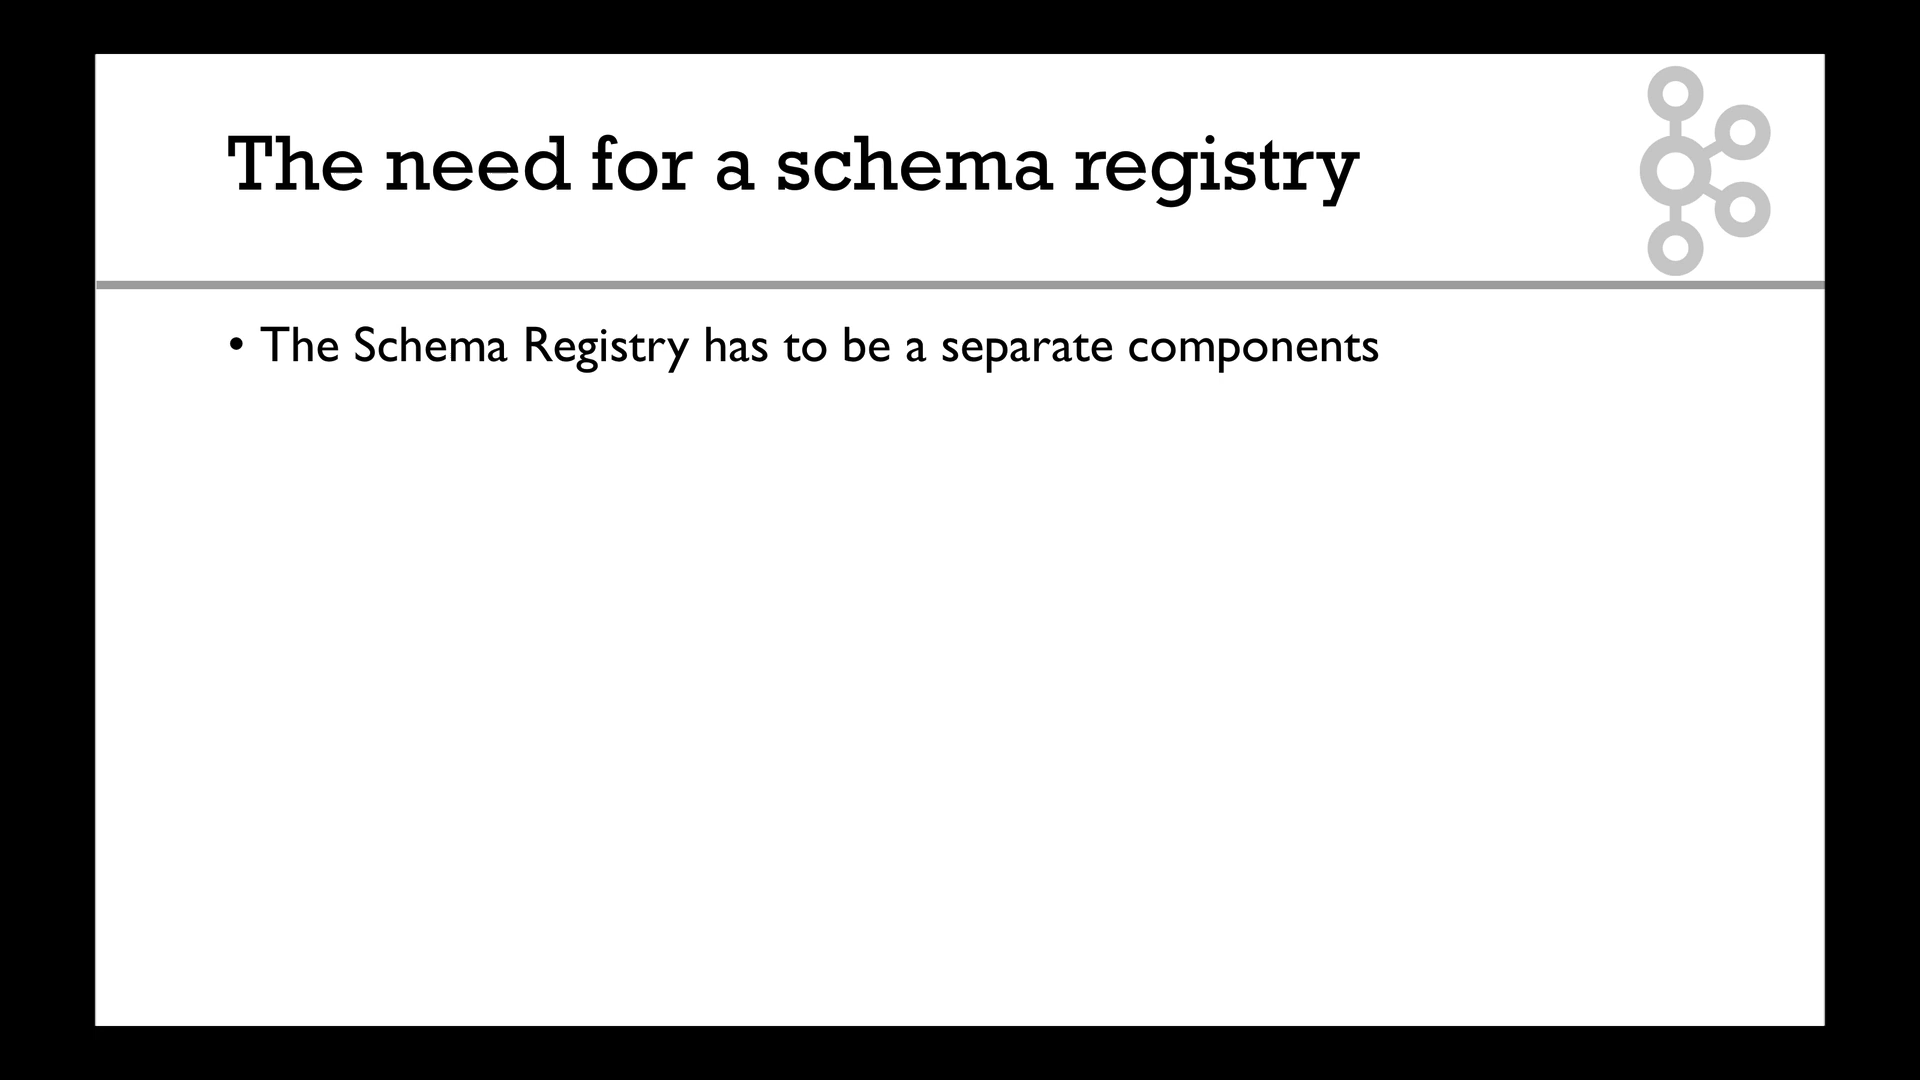 The need for a schema registry
• The Schema Registry has to be a separate components